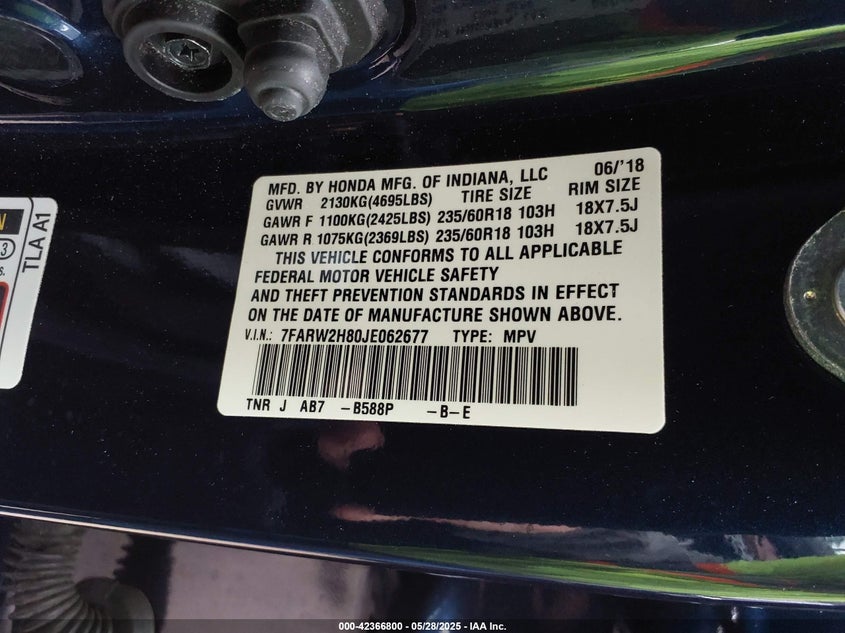 N
3
s.
TLA A1
MFD. BY HONDA MFG. OF INDIANA, LLC 06/'18
GVWR 2130KG(4695LBS) TIRE SIZE RIM SIZE
GAWR F 1100KG(2425LBS) 235/60R18 103H 18X7.5J
GAWR R 1075KG(2369LBS) 235/60R18 103H 18X7.5J
THIS VEHICLE CONFORMS TO ALL APPLICABLE
FEDERAL MOTOR VEHICLE SAFETY
AND THEFT PREVENTION STANDARDS IN EFFECT
ON THE DATE OF MANUFACTURE SHOWN ABOVE.
V.I.N.: 7FARW2H80JE062677 TYPE: MPV
TNR J AB7 -B588P -B-E
000-42366800 / 05/28/2025 - IAA Inc.